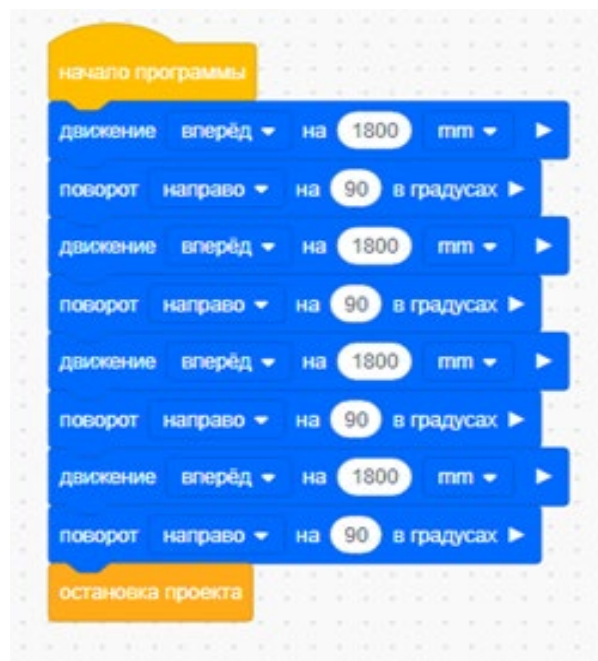 начало программы
движение вперёд на 1800 mm
поворот направо на 90 в градусах
движение вперёд на 1800 mm
поворот направо на 90 в градусах
движение вперёд на 1800 mm
поворот направо на 90 в градусах
движение вперёд на 1800 mm
поворот направо на 90 в градусах
остановка проекта